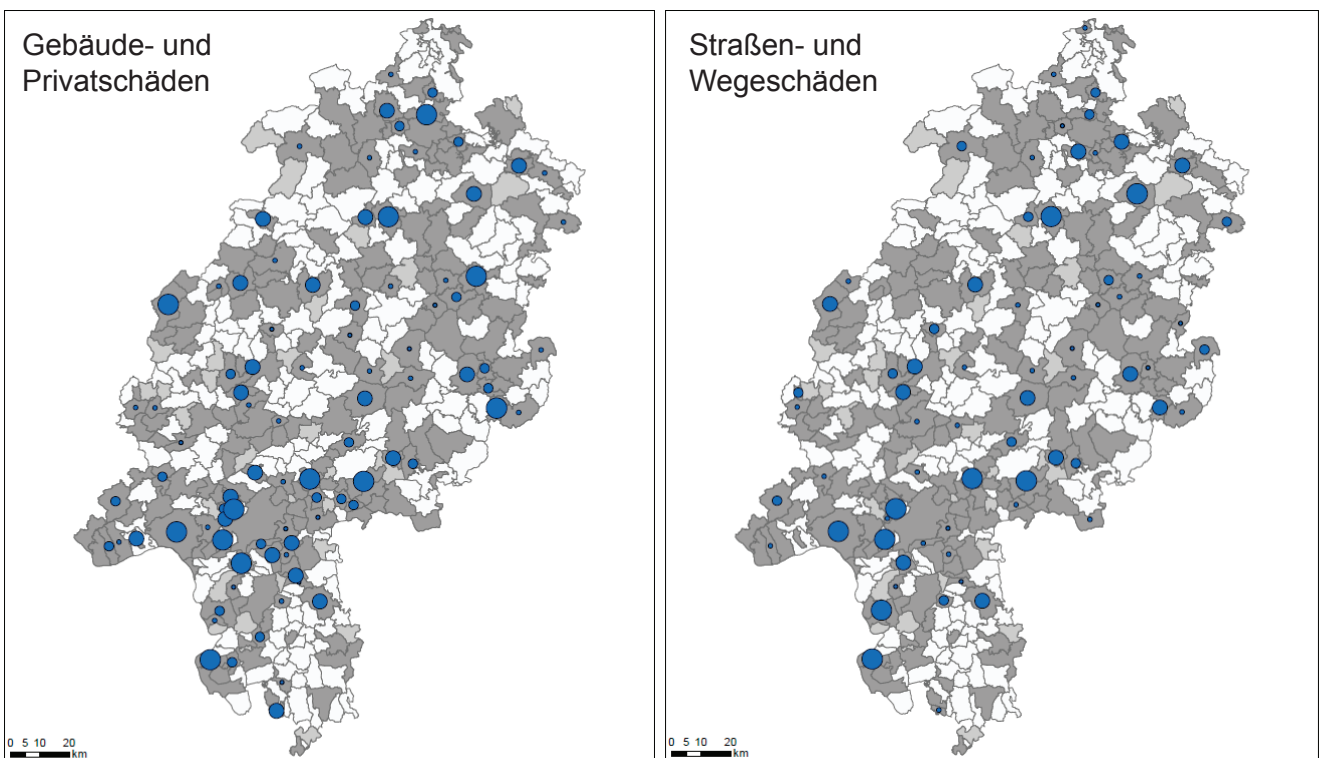 Gebäude- und
Privatschäden
0 5 10 20
km
Straßen- und
Wegeschäden
0 5 10 20
km